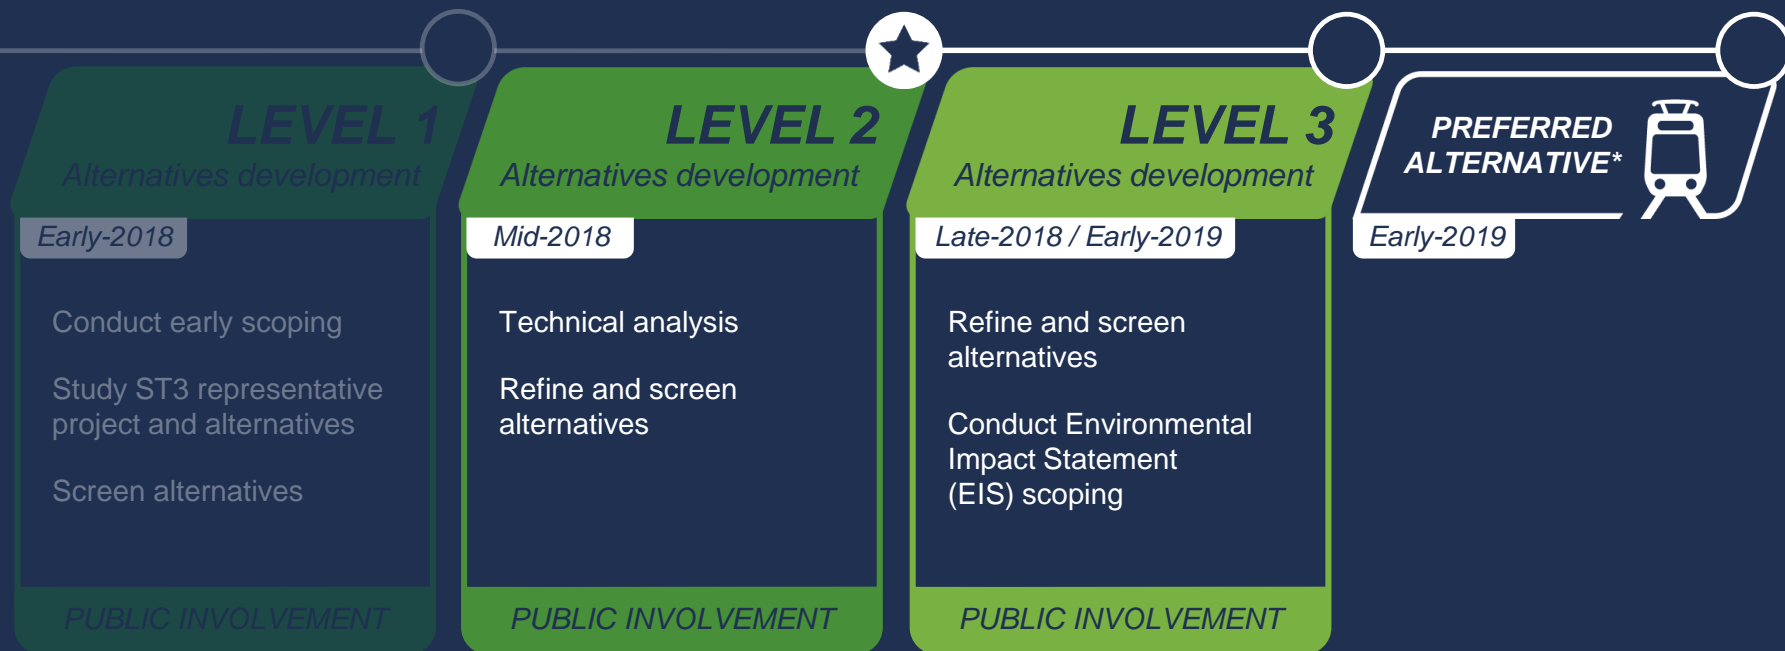 LEVEL 1
Alternatives development
Early-2018
Conduct early scoping
Study ST3 representative
project and alternatives
Screen alternatives
PUBLIC INVOLVEMENT
LEVEL 2
Alternatives development
Mid-2018
Technical analysis
Refine and screen
alternatives
PUBLIC INVOLVEMENT
LEVEL 3
Alternatives development
Late-2018 / Early-2019
Refine and screen
alternatives
Conduct Environmental
Impact Statement
(EIS) scoping
PUBLIC INVOLVEMENT
PREFERRED
ALTERNATIVE*
Early-2019